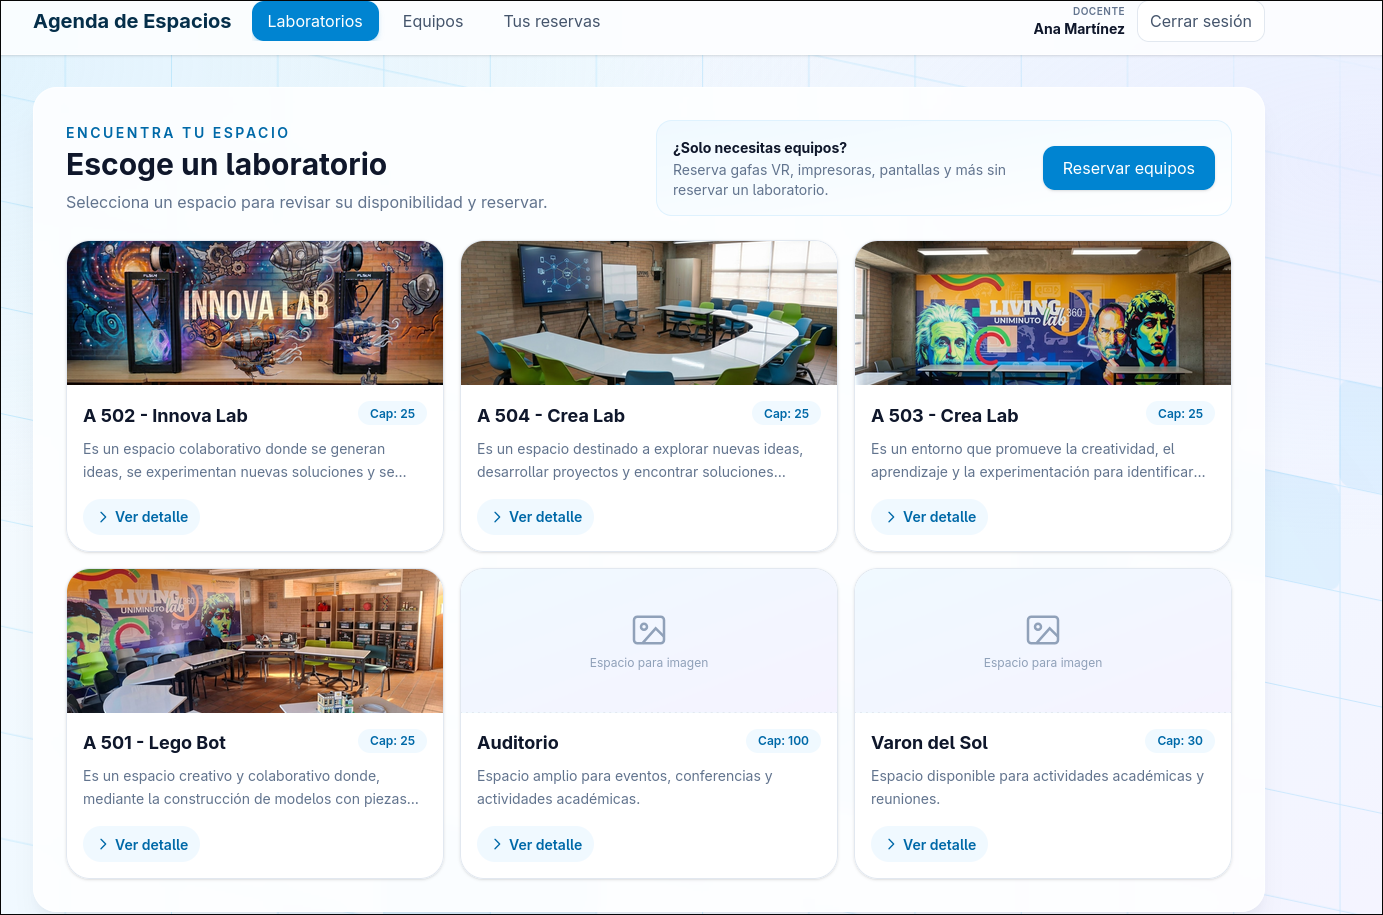 Agenda de Espacios
Laboratorios
Equipos
Tus reservas
DOCENTE
Ana Martínez
Cerrar sesión
ENCUENTRA TU ESPACIO
Escoge un laboratorio
Selecciona un espacio para revisar su disponibilidad y reservar.
¿Solo necesitas equipos?
Reserva gafas VR, impresoras, pantallas y más sin
reservar un laboratorio.
Reservar equipos
INNOVA LAB
LIVING
lab
360
UNIMINUTO
A 502 - Innova Lab
Cap: 25
Es un espacio colaborativo donde se generan
ideas, se experimentan nuevas soluciones y se...
Ver detalle
A 504 - Crea Lab
Cap: 25
Es un espacio destinado a explorar nuevas ideas,
desarrollar proyectos y encontrar soluciones...
Ver detalle
A 503 - Crea Lab
Cap: 25
Es un entorno que promueve la creatividad, el
aprendizaje y la experimentación para identificar...
Ver detalle
LIVING
lab
UNIMINUTO
Espacio para imagen
Espacio para imagen
A 501 - Lego Bot
Cap: 25
Es un espacio creativo y colaborativo donde,
mediante la construcción de modelos con piezas...
Ver detalle
Auditorio
Cap: 100
Espacio amplio para eventos, conferencias y
actividades académicas.
Ver detalle
Varon del Sol
Cap: 30
Espacio disponible para actividades académicas y
reuniones.
Ver detalle